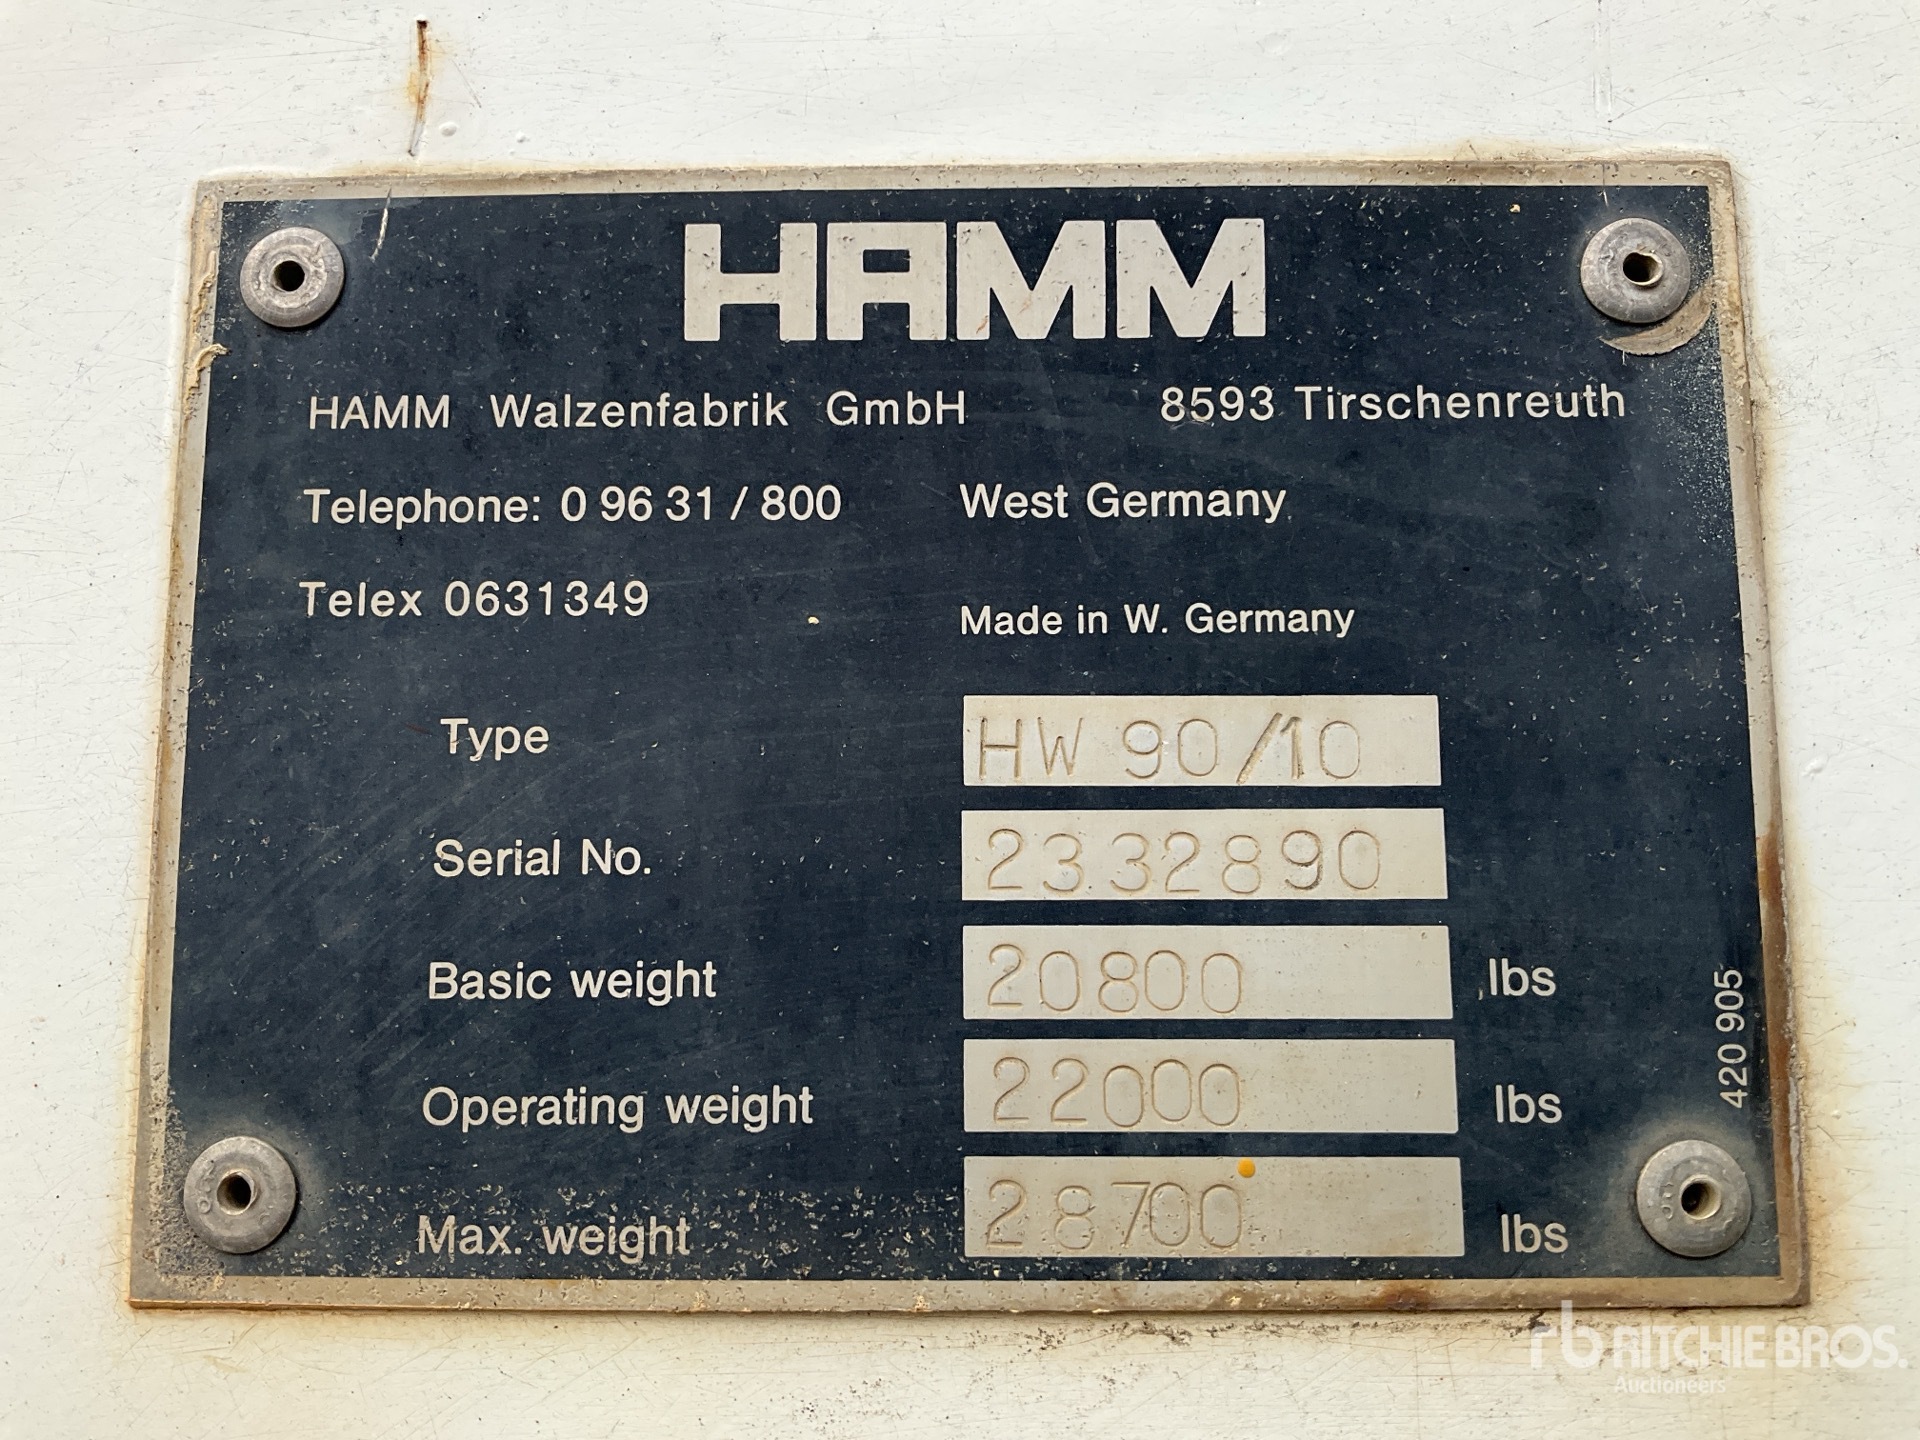 HAMM
HAMM Walzenfabrik GmbH 8593 Tirschenreuth
Telephone: 0 96 31 / 800 West Germany
Telex 0631349
Made in W. Germany
Type HW 90/10
Serial No. 2332890
Basic weight 20800 lbs
Operating weight 22000 lbs
Max. weight 28700 lbs
420 905
rb RITCHIE BROS.
Auctioneers